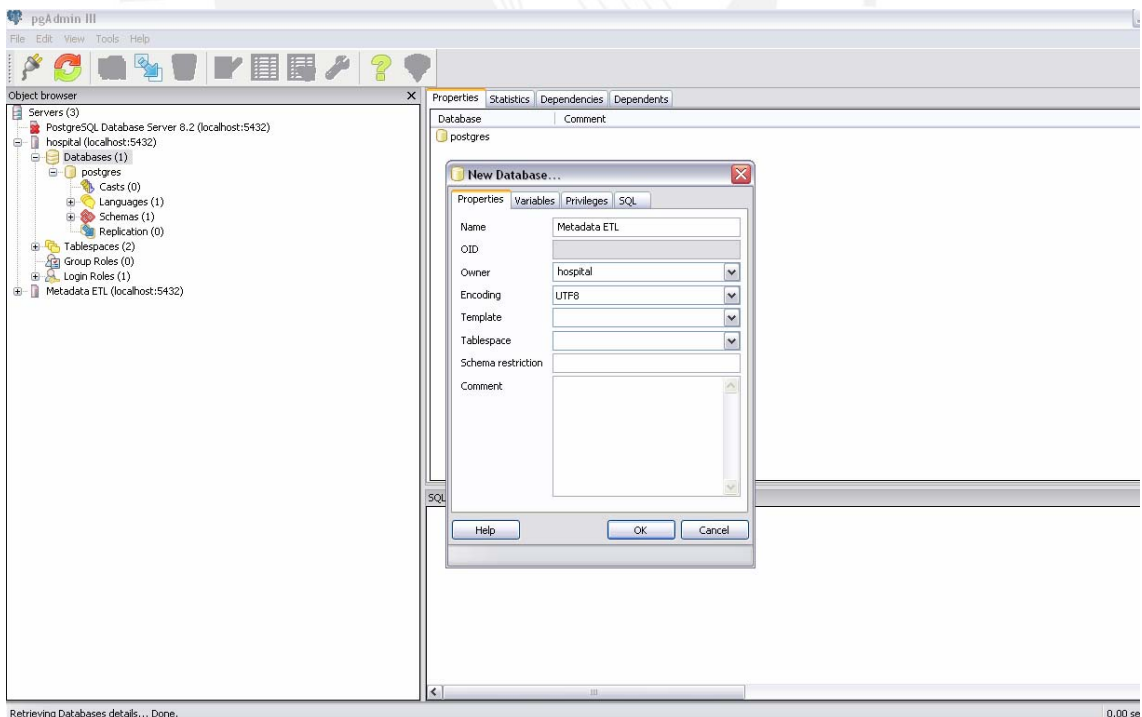 pgAdmin III
File Edit View Tools Help
Object browser
Servers (3)
PostgreSQL Database Server 8.2 (localhost:5432)
hospital (localhost:5432)
Databases (1)
postgres
Casts (0)
Languages (1)
Schemas (1)
Replication (0)
Tablespaces (2)
Group Roles (0)
Login Roles (1)
Metadata ETL (localhost:5432)
Properties Statistics Dependencies Dependents
Database Comment
postgres
New Database...
Properties Variables Privileges SQL
Name Metadata ETL
OID
Owner hospital
Encoding UTF8
Template
Tablespace
Schema restriction
Comment
Help OK Cancel
SQL
Retrieving Databases details... Done. 0.00 se